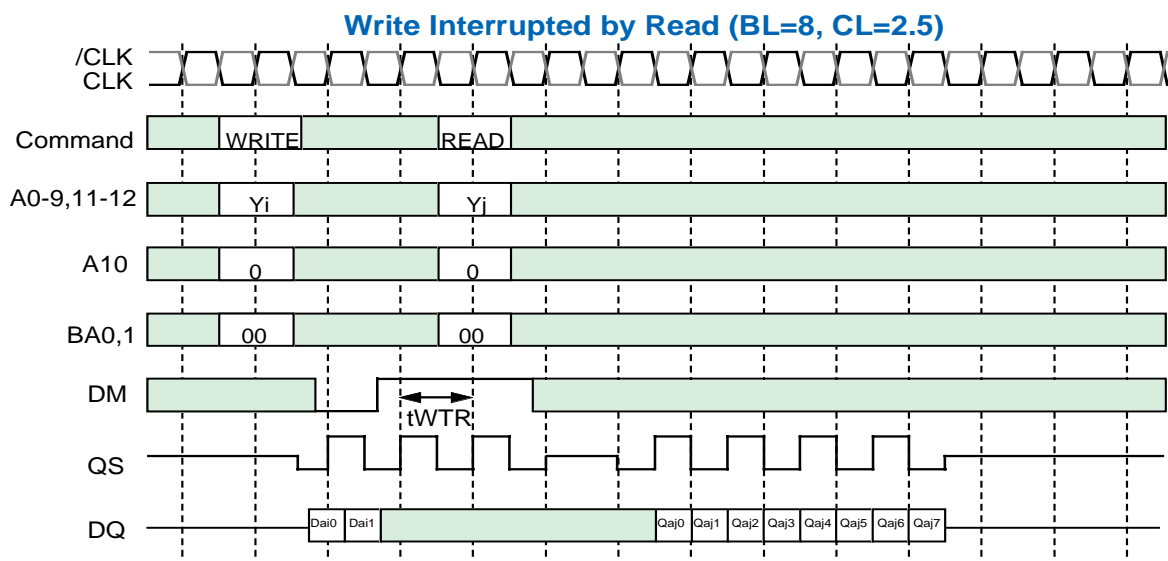 Write Interrupted by Read (BL=8, CL=2.5)
/CLK
CLK
Command WRITE READ
A0-9,11-12 Yi Yj
A10 0 0
BA0,1 00 00
DM
tWTR
QS
DQ Dai0 Dai1 Qaj0 Qaj1 Qaj2 Qaj3 Qaj4 Qaj5 Qaj6 Qaj7